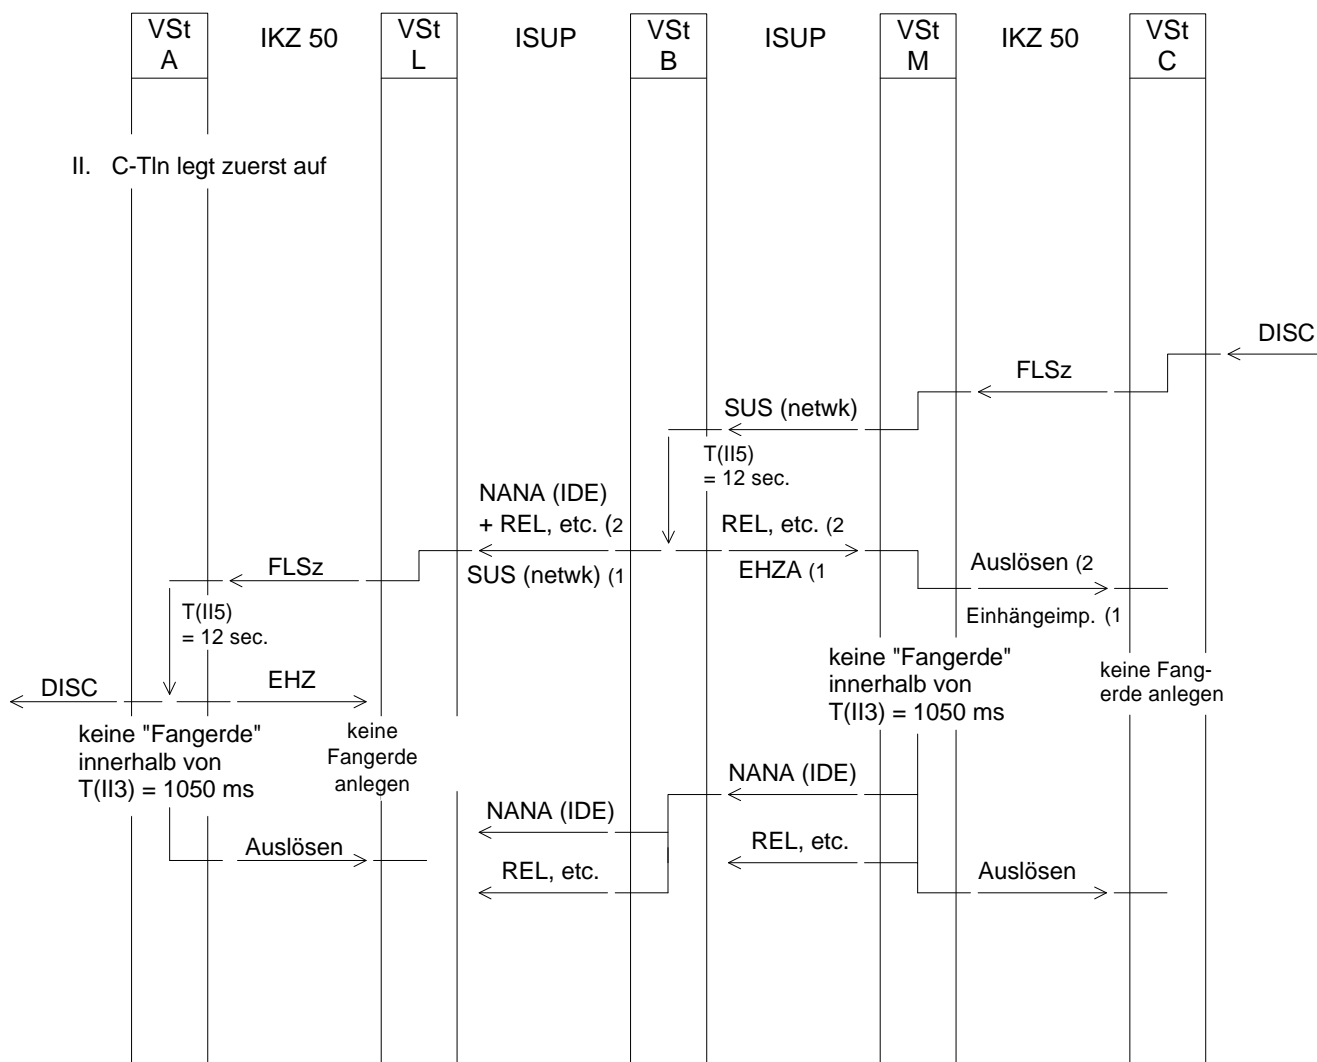 VSt
A
IKZ 50
VSt
L
ISUP
VSt
B
ISUP
VSt
M
IKZ 50
VSt
C
II. C-Tln legt zuerst auf
DISC
FLSz
SUS (netwk)
T(II5)
= 12 sec.
NANA (IDE)
+ REL, etc. (2
REL, etc. (2
SUS (netwk) (1
EHZA (1
Auslösen (2
Einhängeimp. (1
FLSz
T(II5)
= 12 sec.
keine "Fangerde"
innerhalb von
T(II3) = 1050 ms
keine Fang-
erde anlegen
DISC
EHZ
keine "Fangerde"
innerhalb von
T(II3) = 1050 ms
keine
Fangerde
anlegen
NANA (IDE)
NANA (IDE)
REL, etc.
Auslösen
REL, etc.
Auslösen